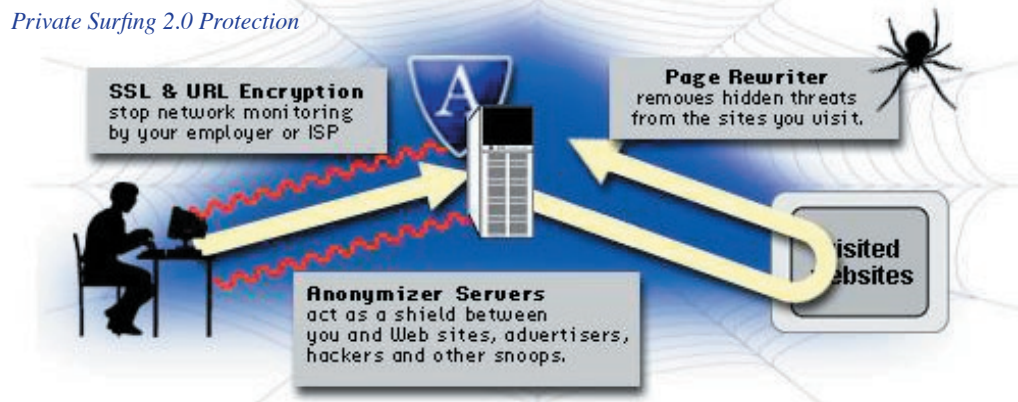 Private Surfing 2.0 Protection
SSL & URL Encryption
stop network monitoring
by your employer or ISP
A
Page Rewriter
removes hidden threats
from the sites you visit.
isited
ebsites
Anonymizer Servers
act as a shield between
you and Web sites, advertisers,
hackers and other snoops.